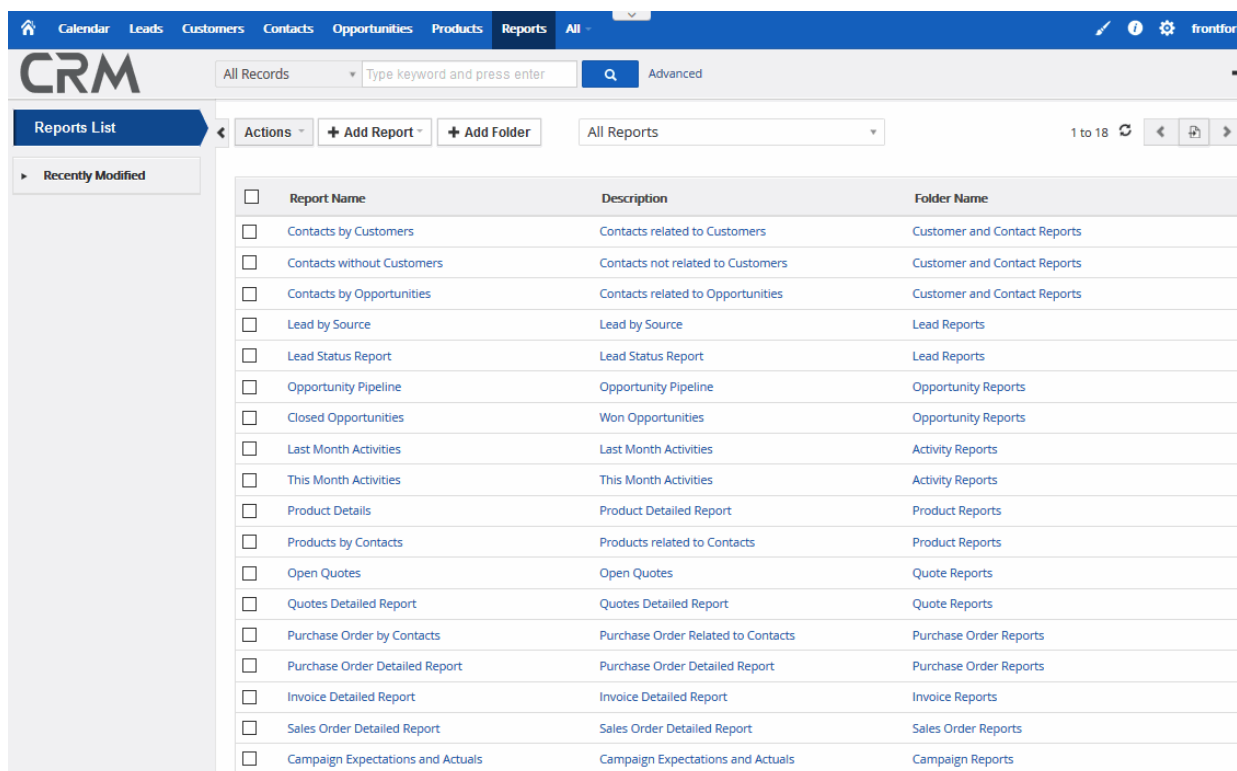 Calendar Leads Customers Contacts Opportunities Products Reports All
CRM All Records Type keyword and press enter Advanced
Reports List Actions + Add Report + Add Folder All Reports 1 to 18
Recently Modified
Report Name Description Folder Name
Contacts by Customers Contacts related to Customers Customer and Contact Reports
Contacts without Customers Contacts not related to Customers Customer and Contact Reports
Contacts by Opportunities Contacts related to Opportunities Customer and Contact Reports
Lead by Source Lead by Source Lead Reports
Lead Status Report Lead Status Report Lead Reports
Opportunity Pipeline Opportunity Pipeline Opportunity Reports
Closed Opportunities Won Opportunities Opportunity Reports
Last Month Activities Last Month Activities Activity Reports
This Month Activities This Month Activities Activity Reports
Product Details Product Detailed Report Product Reports
Products by Contacts Products related to Contacts Product Reports
Open Quotes Open Quotes Quote Reports
Quotes Detailed Report Quotes Detailed Report Quote Reports
Purchase Order by Contacts Purchase Order Related to Contacts Purchase Order Reports
Purchase Order Detailed Report Purchase Order Detailed Report Purchase Order Reports
Invoice Detailed Report Invoice Detailed Report Invoice Reports
Sales Order Detailed Report Sales Order Detailed Report Sales Order Reports
Campaign Expectations and Actuals Campaign Expectations and Actuals Campaign Reports